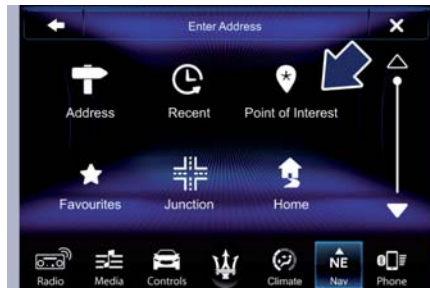 Enter Address
Address Recent Point of Interest
Favourites Junction Home
NE
Radio Media Controls Climate Nav Phone